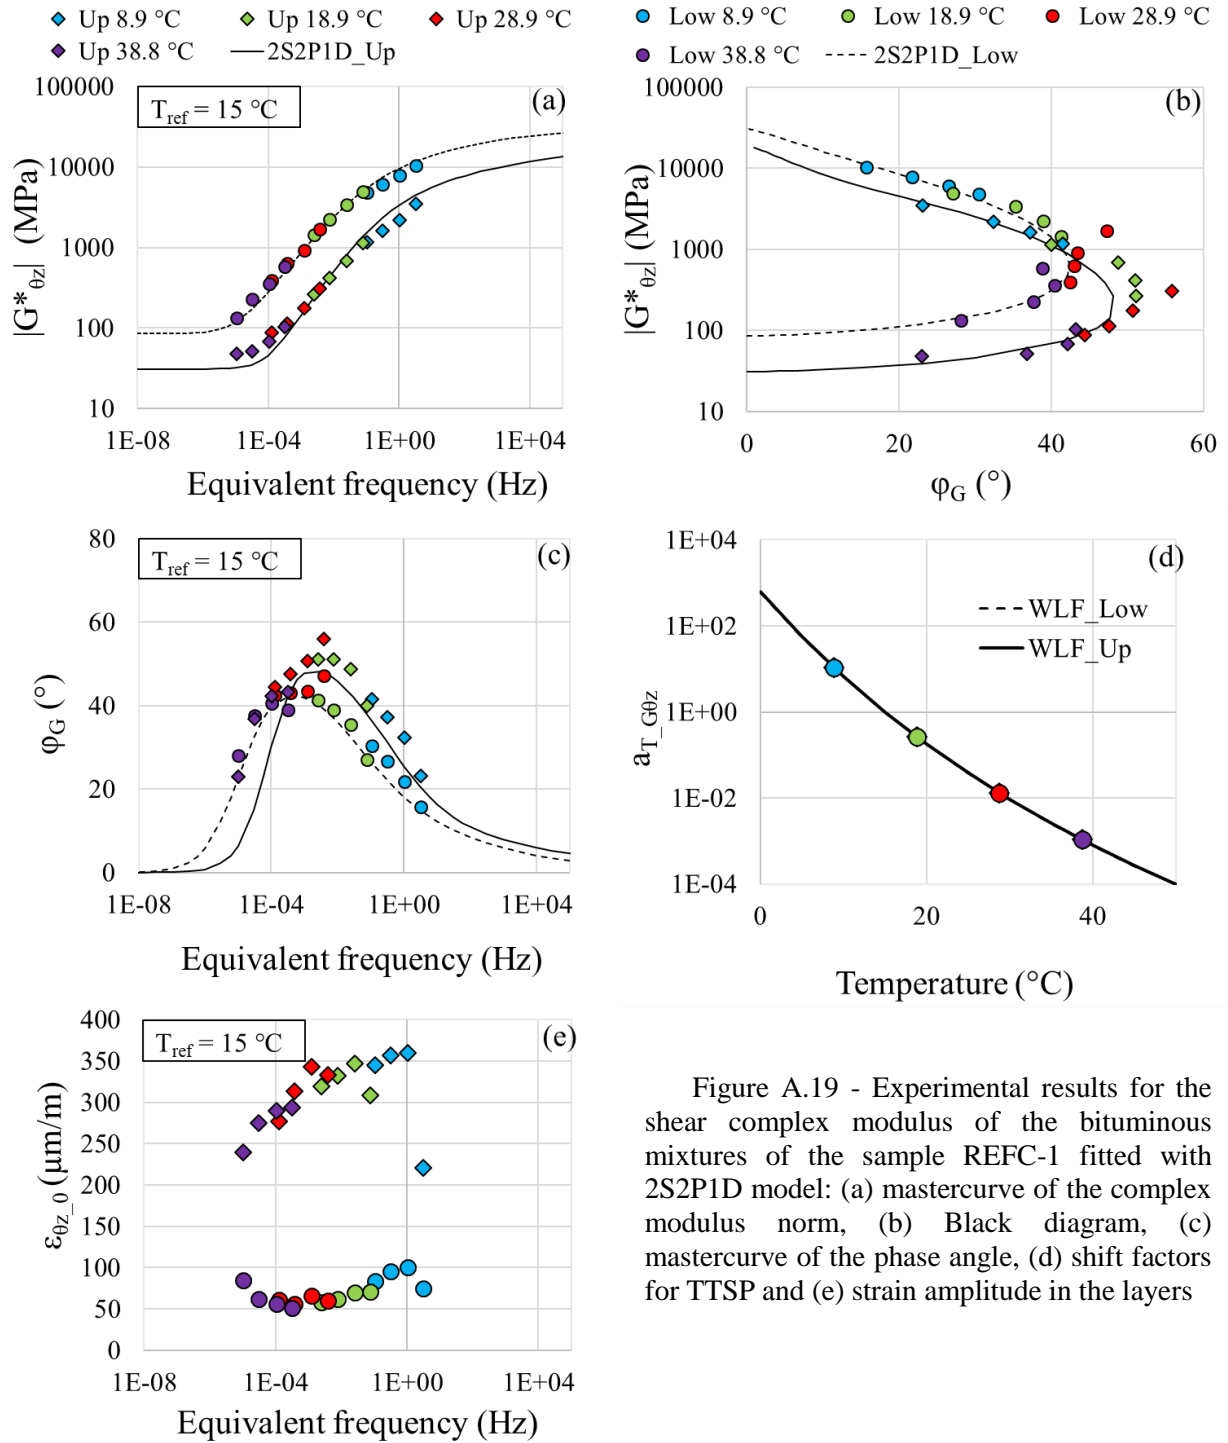 Up 8.9 °C Up 18.9 °C Up 28.9 °C
Up 38.8 °C 2S2P1D_Up
Low 8.9 °C Low 18.9 °C Low 28.9 °C
Low 38.8 °C 2S2P1D_Low
100000
10000
1000
100
10
|G*θz| (MPa)
Tref = 15 °C
(a)
1E-08 1E-04 1E+00 1E+04
Equivalent frequency (Hz)
100000
10000
1000
100
10
|G*θz| (MPa)
(b)
0 20 40 60
φG (°)
80
60
40
20
0
φG (°)
Tref = 15 °C
(c)
1E-08 1E-04 1E+00 1E+04
Equivalent frequency (Hz)
1E+04
1E+02
1E+00
1E-02
1E-04
aT_Gθz
(d)
WLF_Low
WLF_Up
0 20 40
Temperature (°C)
400
350
300
250
200
150
100
50
0
εθz_0 (µm/m)
Tref = 15 °C
(e)
1E-08 1E-04 1E+00 1E+04
Equivalent frequency (Hz)
Figure A.19 - Experimental results for the
shear complex modulus of the bituminous
mixtures of the sample REFC-1 fitted with
2S2P1D model: (a) mastercurve of the complex
modulus norm, (b) Black diagram, (c)
mastercurve of the phase angle, (d) shift factors
for TTSP and (e) strain amplitude in the layers